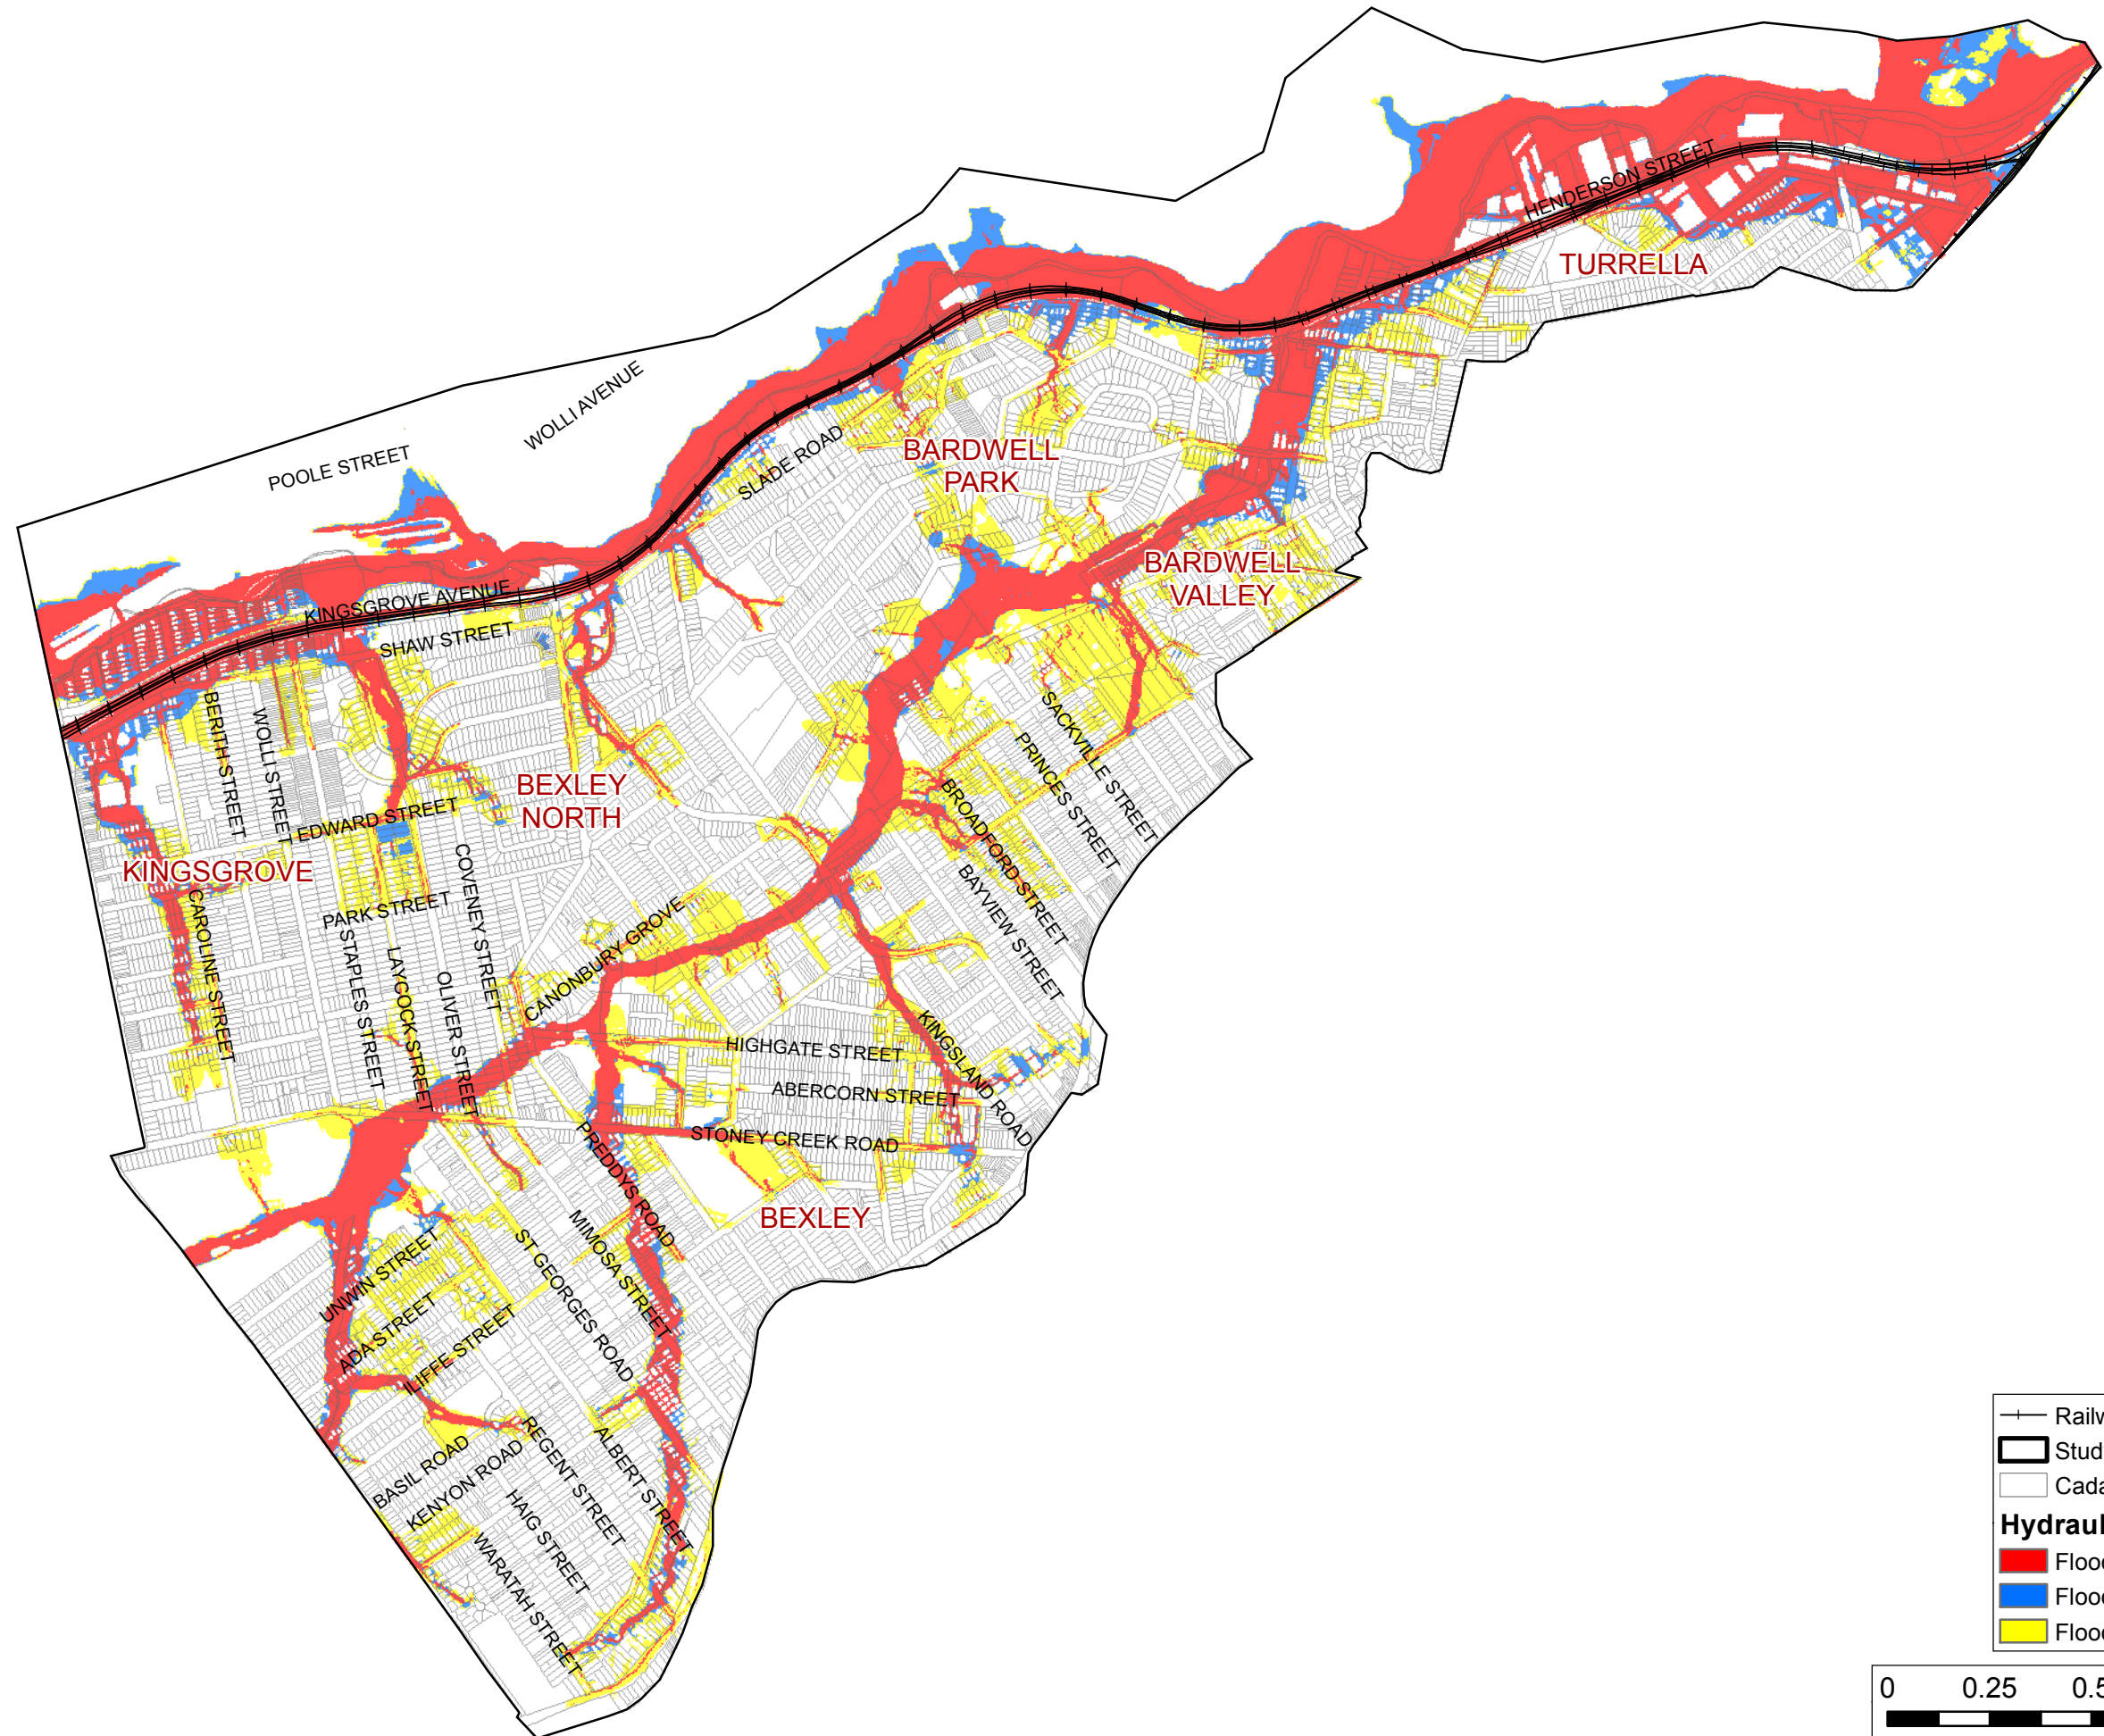 HENDERSON STREET
TURRELLA
WOLLI AVENUE
POOLE STREET
SLADE ROAD
BARDWELL
PARK
BARDWELL
VALLEY
KINGSGROVE AVENUE
SHAW STREET
BERITH STREET
WOLLI STREET
SACKVILLE STREET
PRINCES STREET
BEXLEY
NORTH
EDWARD STREET
BROADFORD STREET
KINGSGROVE
COVENEY STREET
BAYVIEW STREET
CAROLINE STREET
PARK STREET
STAPLES STREET
LAYCOCK STREET
OLIVER STREET
CANONBURY GROVE
HIGHGATE STREET
KINGSLAND ROAD
ABERCORN STREET
STONEY CREEK ROAD
PREDDYS ROAD
BEXLEY
MIMOSA STREET
ST GEORGES ROAD
UNWIN STREET
ADA STREET
ILIFFE STREET
BASIL ROAD
KENYON ROAD
REGENT STREET
ALBERT STREET
HAIG STREET
WARATAH STREET
Railw
Stud
Cada
Hydraul
Flood
Flood
Flood
0 0.25 0.5